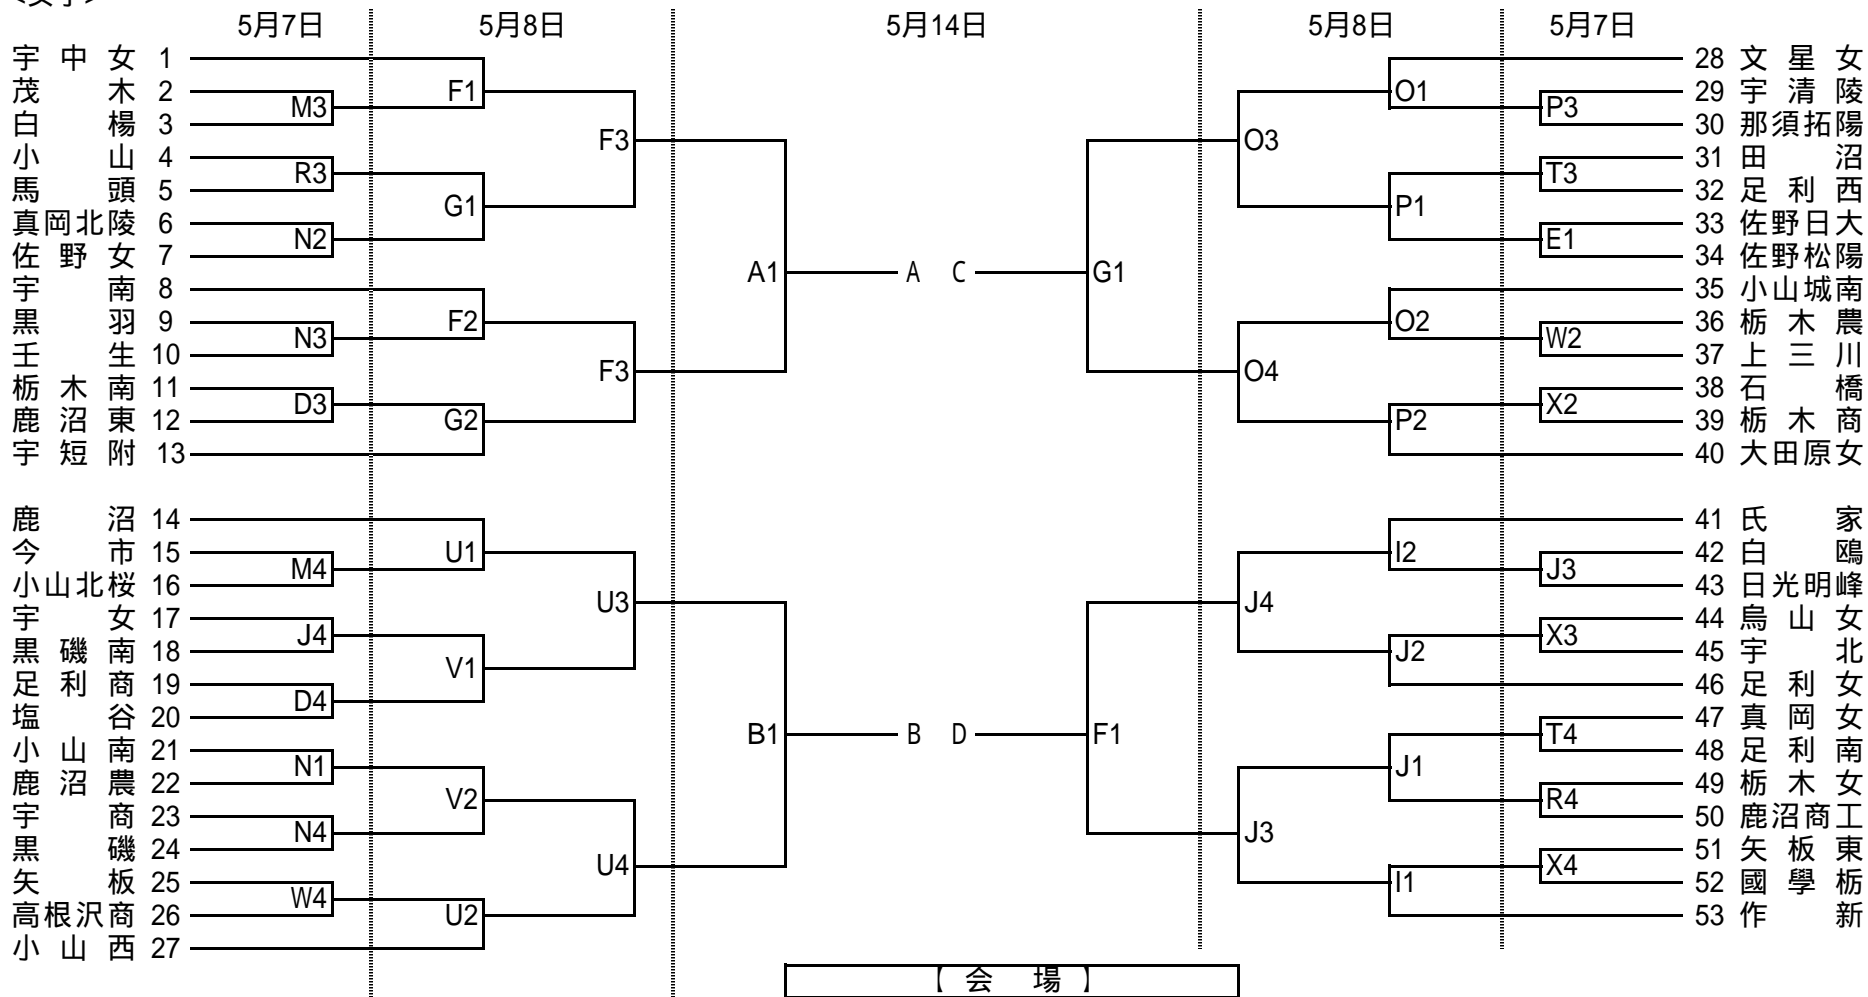 5月7日 5月8日 5月14日 5月8日 5月7日
宇中女 1 28 文星女
茂木 2 F1 O1 29 宇清陵
M3 P3
白楊 3 F3 O3 30 那須拓陽
小山 4 31 田沼
R3 T3
馬頭 5 G1 P1 32 足利西
真岡北陵 6 33 佐野日大
N2 E1
佐野女 7 A1 A C G1 34 佐野松陽
宇南 8 35 小山城南
黒羽 9 F2 O2 36 栃木農
N3 W2
壬生 10 F3 O4 37 上三川
栃木南 11 38 石橋
D3 X2
鹿沼東 12 G2 P2 39 栃木商
宇短附 13 40 大田原女
鹿沼 14 41 氏家
今市 15 U1 I2 42 白鴎
M4 J3
小山北桜 16 U3 J4 43 日光明峰
宇女 17 44 烏山女
J4 X3
黒磯南 18 V1 J2 45 宇北
足利商 19 46 足利女
D4
塩谷 20 B1 B D F1 47 真岡女
T4
小山南 21 48 足利南
N1 J1
鹿沼農 22 V2 49 栃木女
R4
宇商 23 50 鹿沼商工
N4 J3
黒磯 24 U4 51 矢板東
X4
矢板 25 I1 52 國學栃
W4
高根沢商 26 U2 53 作新
小山西 27
【会場】